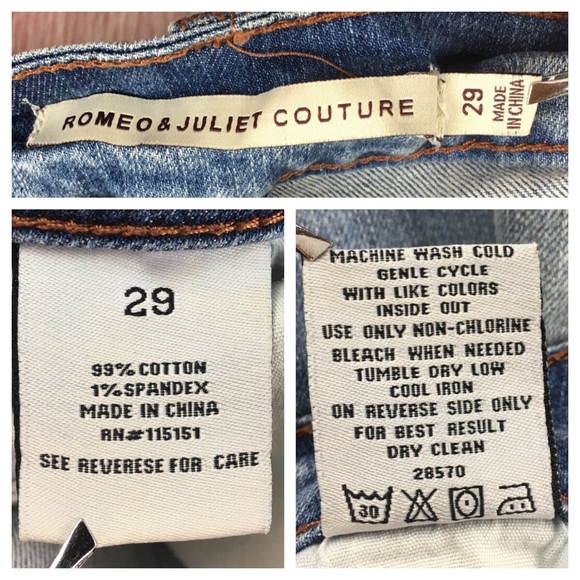 ROMEO & JULIET COUTURE
29
MADE
IN CHINA
29
99% COTTON
1% SPANDEX
MADE IN CHINA
RN#115151
SEE REVERESE FOR CARE
MACHINE WASH COLD
GENLE CYCLE
WITH LIKE COLORS
INSIDE OUT
USE ONLY NON-CHLORINE
BLEACH WHEN NEEDED
TUMBLE DRY LOW
COOL IRON
ON REVERSE SIDE ONLY
FOR BEST RESULT
DRY CLEAN
28570
30